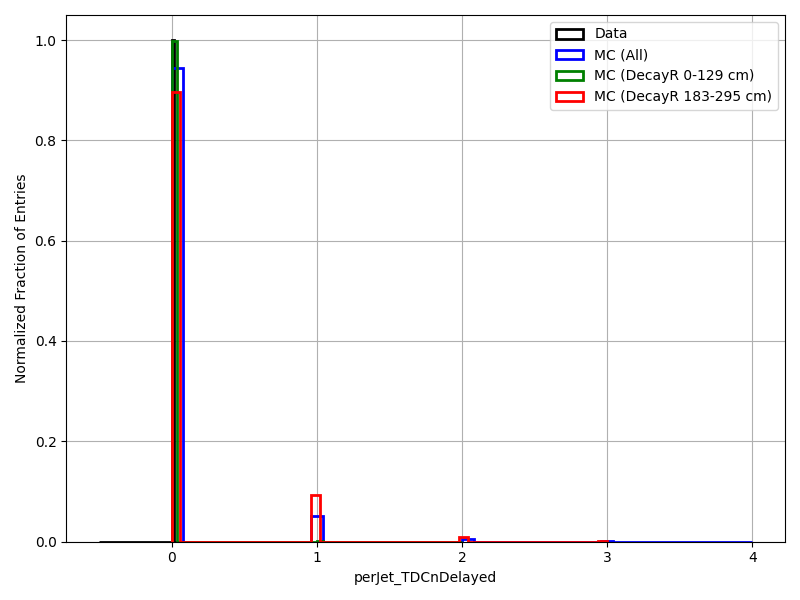 Data
MC (All)
MC (DecayR 0-129 cm)
MC (DecayR 183-295 cm)
1.0
0.8
0.6
0.4
0.2
0.0
Normalized Fraction of Entries
0 1 2 3 4
perJet_TDCnDelayed